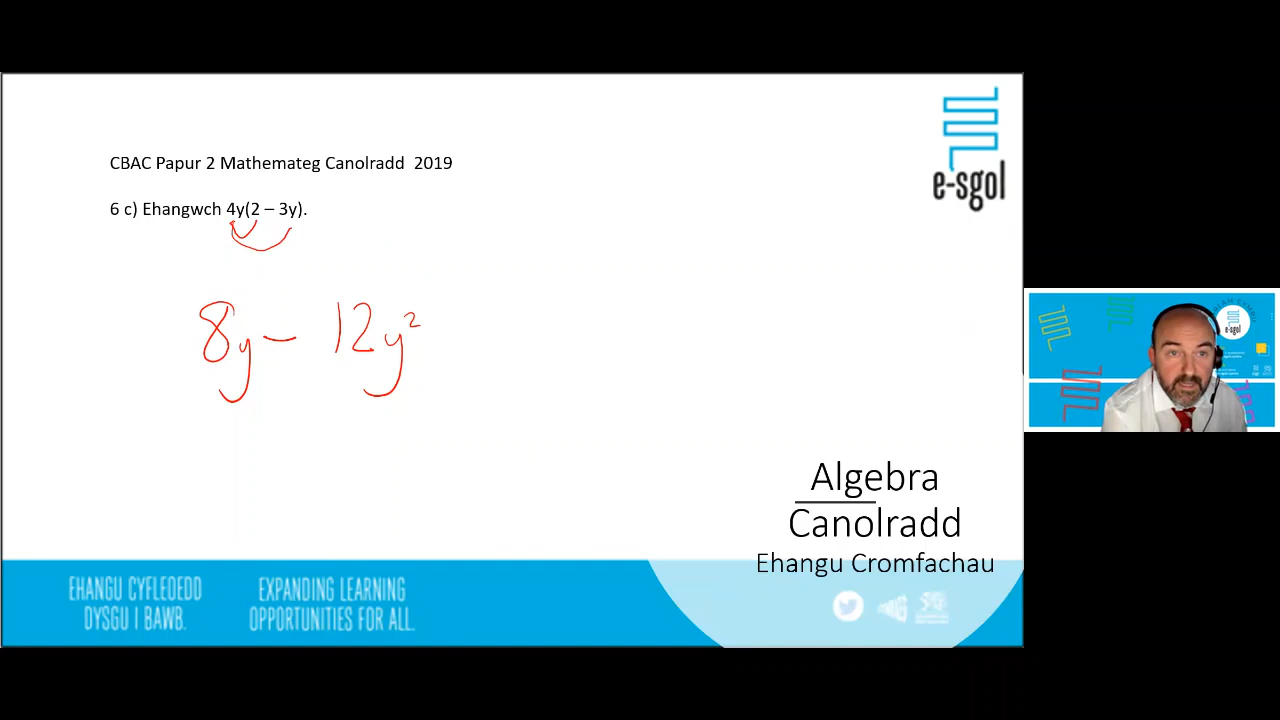 CBAC Papur 2 Mathemateg Canolradd 2019
6 c) Ehangwch 4y(2 – 3y).
8y – 12y²
e-sgol
Algebra
Canolradd
Ehangu Cromfachau
EHANGU CYFLEOEDD
DYSGU I BAWB.
EXPANDING LEARNING
OPPORTUNITIES FOR ALL.
e-sgol